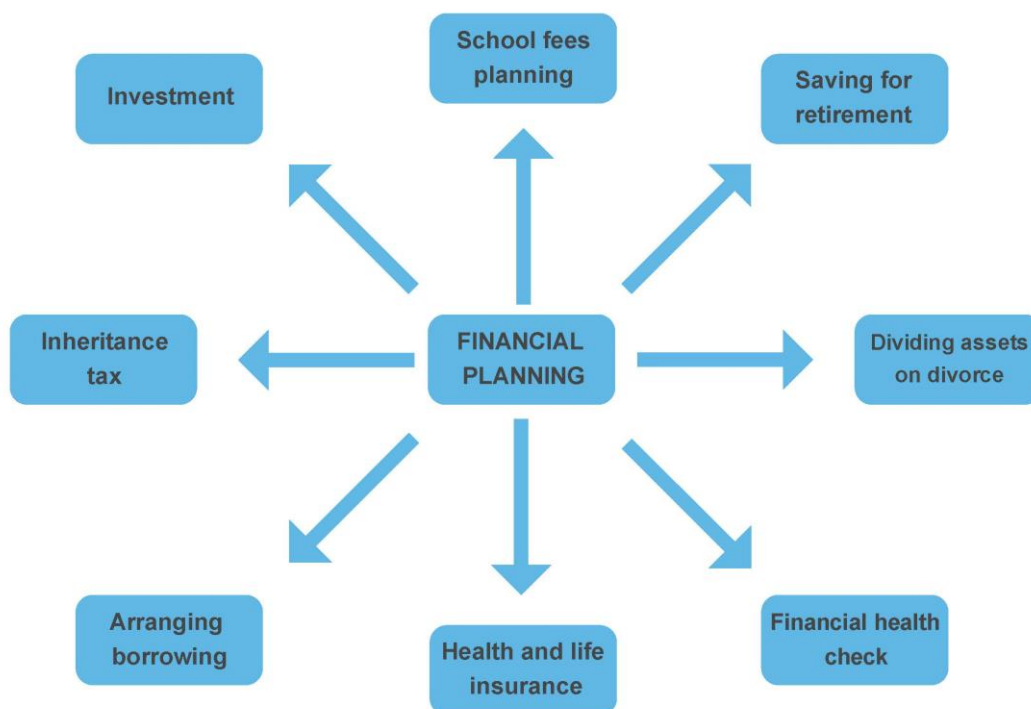 School fees
planning
Investment
Saving for
retirement
Inheritance
tax
FINANCIAL
PLANNING
Dividing assets
on divorce
Arranging
borrowing
Health and life
insurance
Financial health
check